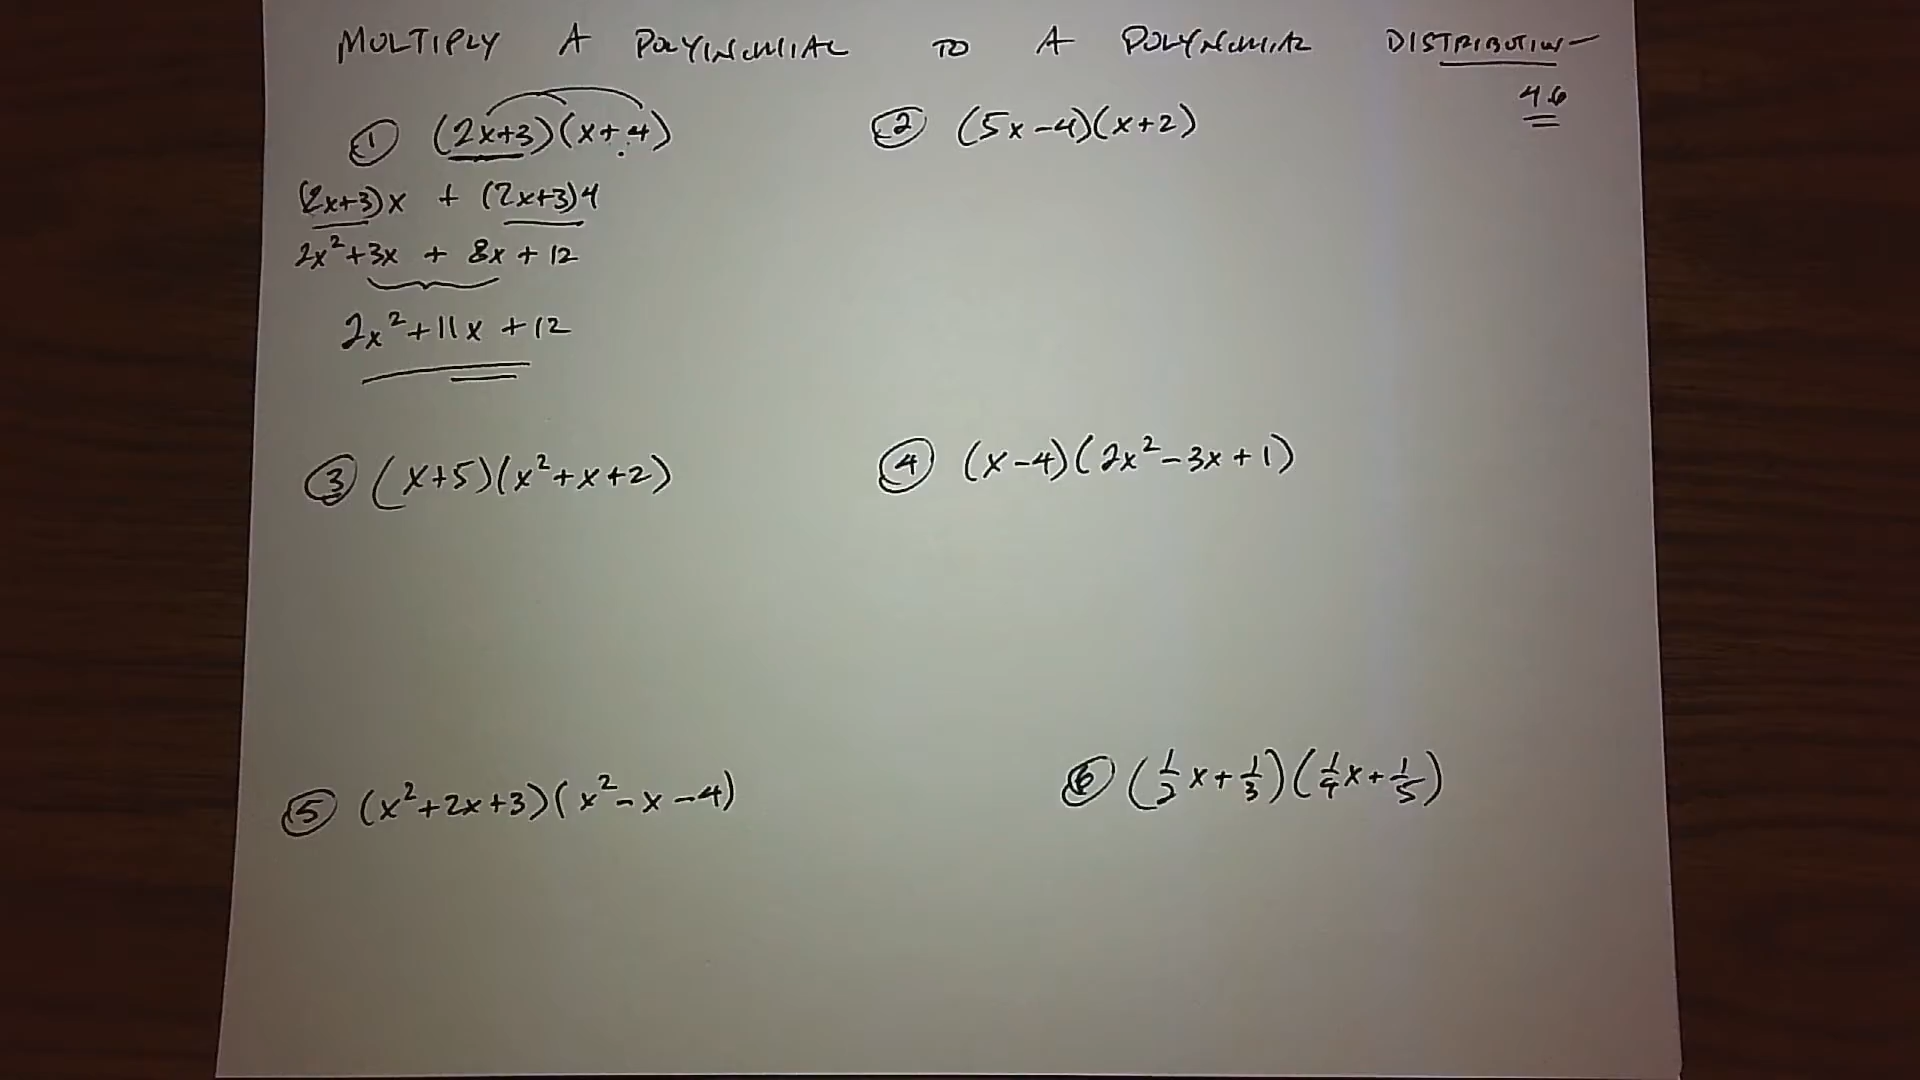 MULTIPLY A POLYINOMIAL TO A POLYNOMIAL DISTRIBUTION
4.6
① (2x+3)(x+4)
(2x+3)x + (2x+3)4
2x²+3x + 8x+12
2x²+11x+12
② (5x-4)(x+2)
③ (x+5)(x²+x+2)
④ (x-4)(2x²-3x+1)
⑤ (x²+2x+3)(x²-x-4)
⑥ (1/2x+1/3)(1/4x+1/5)